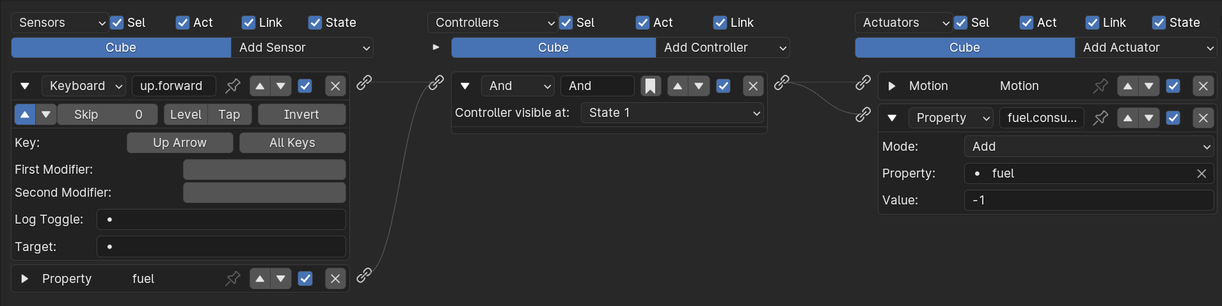 Sensors Sel Act Link State Controllers Sel Act Link Actuators Sel Act Link State
Cube Add Sensor Cube Add Controller Cube Add Actuator
Keyboard up.forward And And Motion Motion
Skip 0 Level Tap Invert Controller visible at: State 1 Property fuel.consu...
Key: Up Arrow All Keys Mode: Add
First Modifier: Property: fuel
Second Modifier: Value: -1
Log Toggle:
Target:
Property fuel